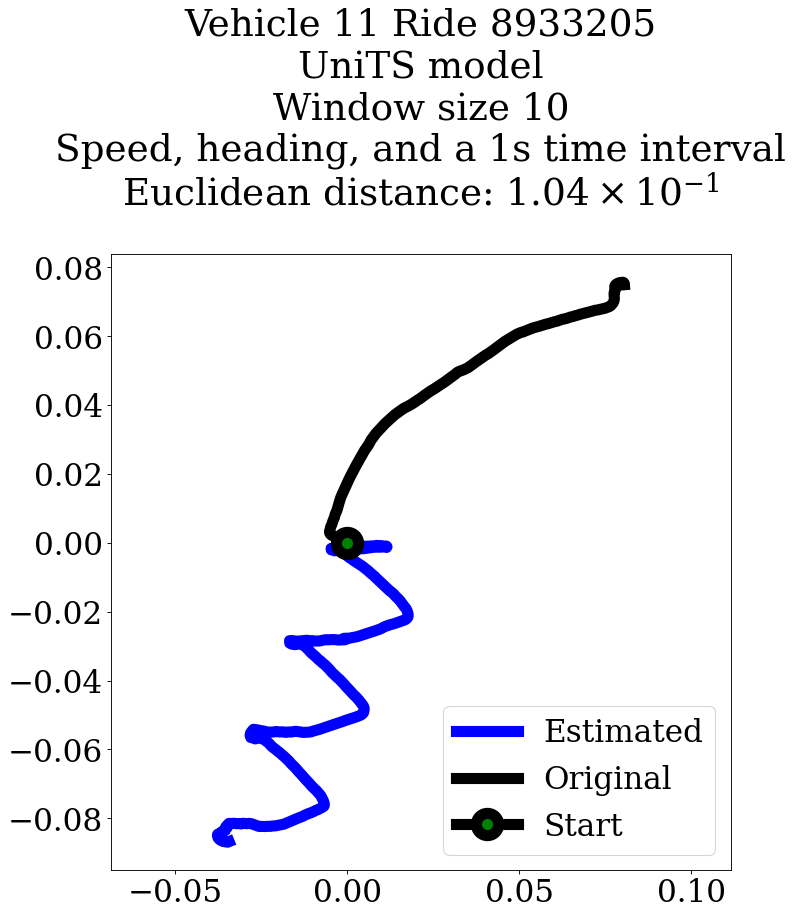 Vehicle 11 Ride 8933205
UniTS model
Window size 10
Speed, heading, and a 1s time interval
Euclidean distance: 1.04 × 10⁻¹
0.08
0.06
0.04
0.02
0.00
−0.02
−0.04
−0.06
−0.08
Estimated
Original
Start
−0.05
0.00
0.05
0.10